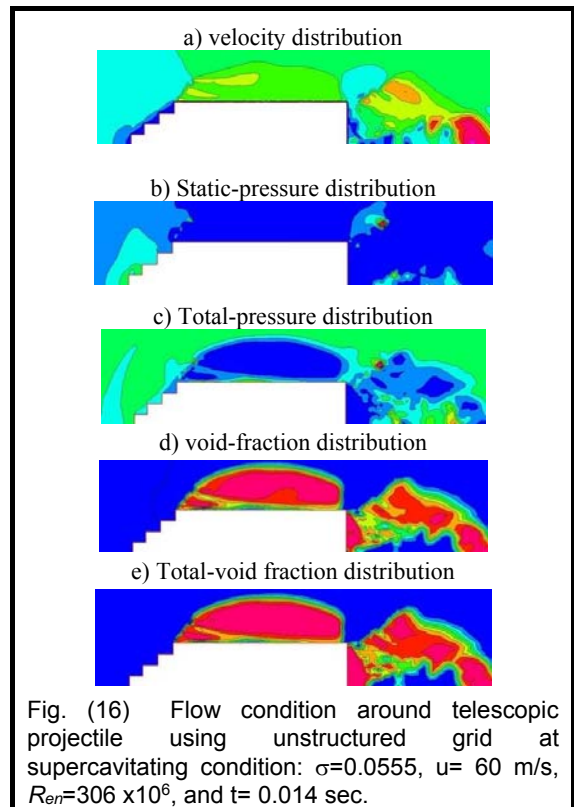 a) velocity distribution
b) Static-pressure distribution
c) Total-pressure distribution
d) void-fraction distribution
e) Total-void fraction distribution
Fig. (16) Flow condition around telescopic
projectile using unstructured grid at
supercavitating condition: σ=0.0555, u= 60 m/s,
Ren=306 x10⁶, and t= 0.014 sec.